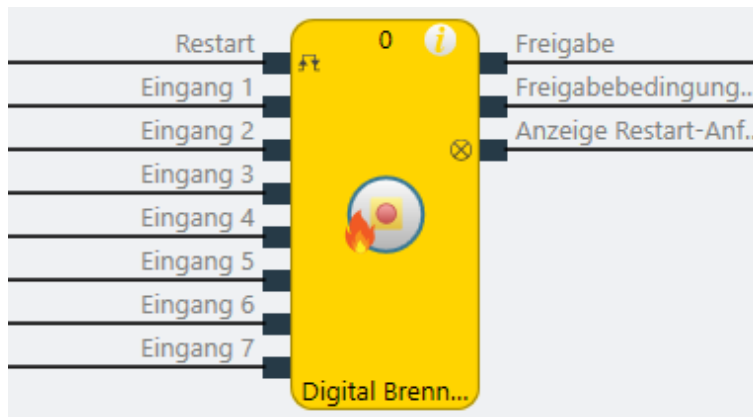 Restart
0
i
Freigabe
Eingang 1
Freigabebedingung...
Eingang 2
Anzeige Restart-Anf...
Eingang 3
Eingang 4
Eingang 5
Eingang 6
Eingang 7
Digital Brenn...